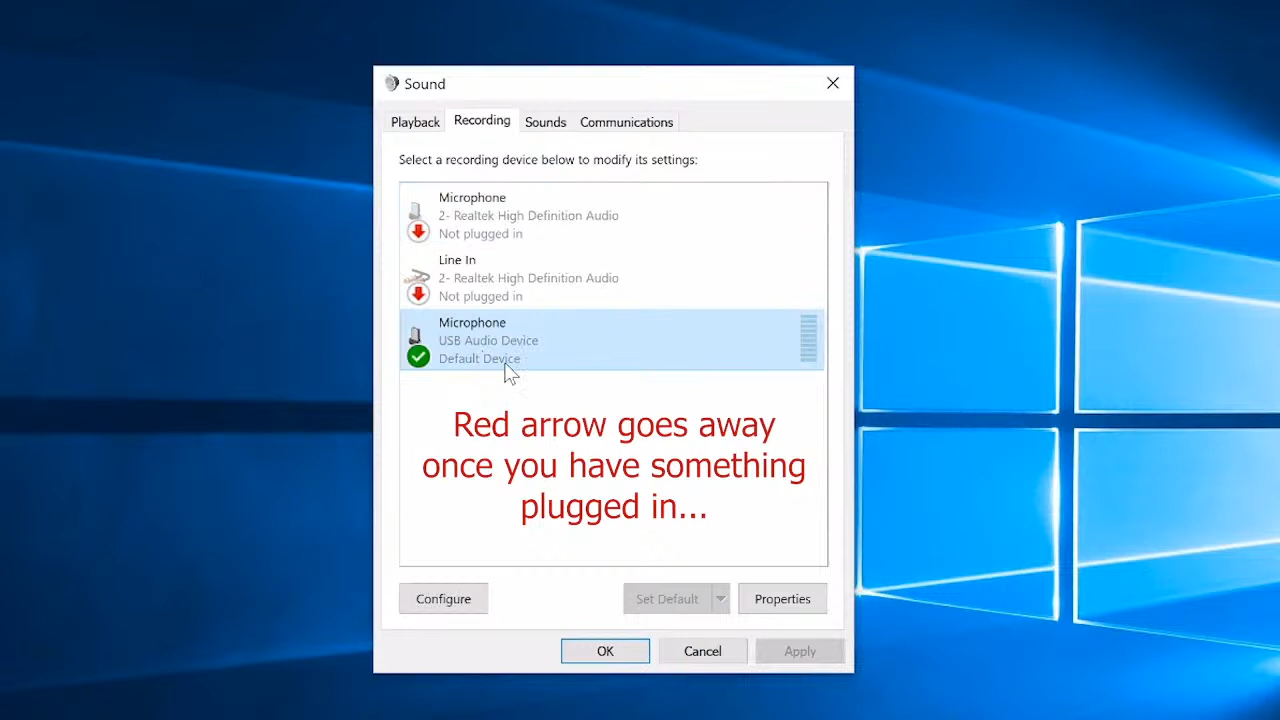 Sound
Playback
Recording
Sounds
Communications
Select a recording device below to modify its settings:
Microphone
2- Realtek High Definition Audio
Not plugged in
Line In
2- Realtek High Definition Audio
Not plugged in
Microphone
USB Audio Device
Default Device
Red arrow goes away
once you have something
plugged in...
Configure
Set Default
Properties
OK
Cancel
Apply